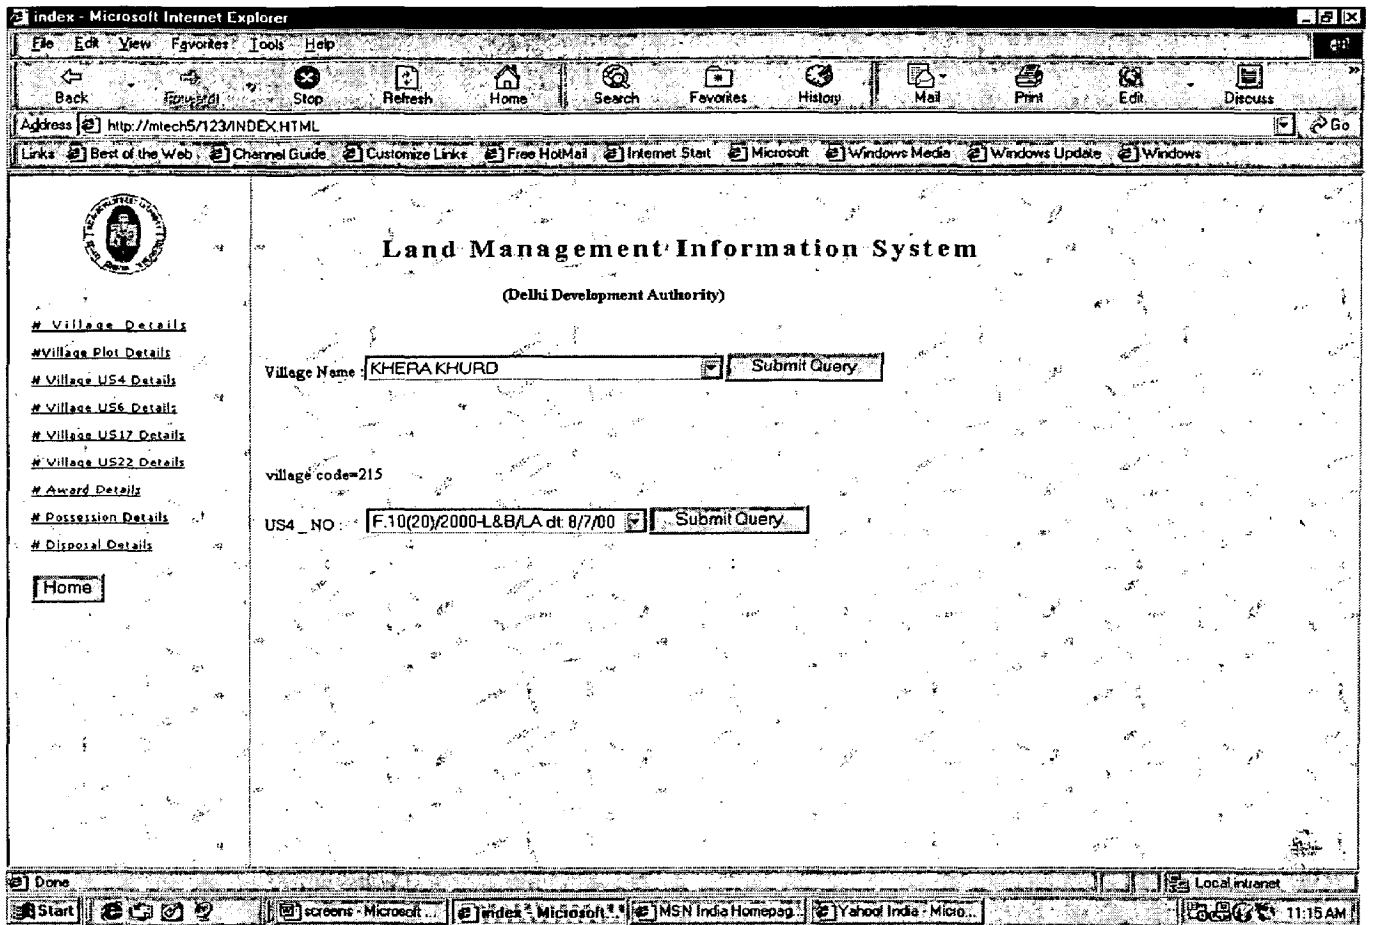 index - Microsoft Internet Explorer
File Edit View Favorites Tools Help
Back Forward Stop Refresh Home Search Favorites History Mail Print Edit Discuss
Address http://mtech5/123/INDEX.HTML Go
Links Best of the Web Channel Guide Customize Links Free HotMail Internet Start Microsoft Windows Media Windows Update Windows
Land Management Information System
(Delhi Development Authority)
# Village Details
#Village Plot Details
# Village US4 Details
# Village US6 Details
# Village US17 Details
# Village US22 Details
# Award Details
# Possession Details
# Disposal Details
Home
Village Name : KHERA KHURD Submit Query
village code=215
US4_NO : F.10(20)/2000-L&B/LA dt: 8/7/00 Submit Query
Done Local intranet
Start screens - Microsoft ... index - Microsoft ... MSN India Homepag... Yahoo! India - Micro... 11:15 AM